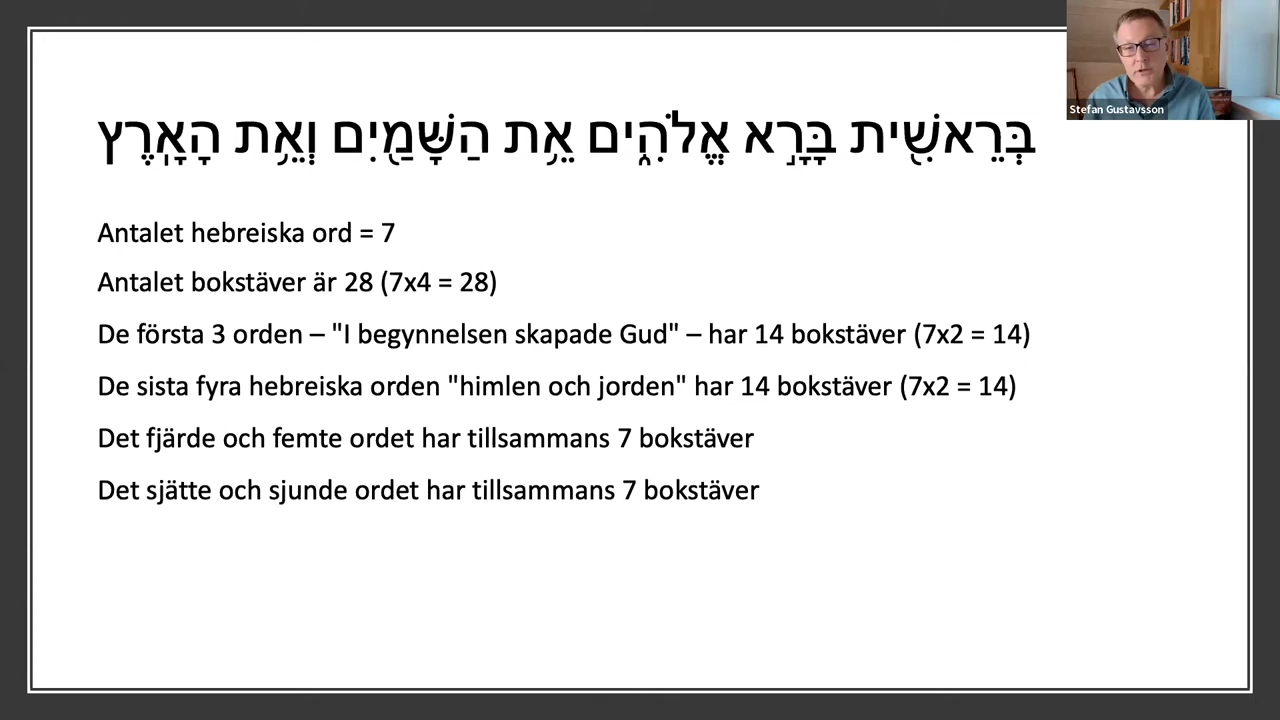 Stefan Gustavsson
בְּרֵאשִׁ֖ית בָּרָ֣א אֱלֹהִ֑ים אֵ֥ת הַשָּׁמַ֖יִם וְאֵ֥ת הָאָֽרֶץ
Antalet hebreiska ord = 7
Antalet bokstäver är 28 (7x4 = 28)
De första 3 orden – "I begynnelsen skapade Gud" – har 14 bokstäver (7x2 = 14)
De sista fyra hebreiska orden "himlen och jorden" har 14 bokstäver (7x2 = 14)
Det fjärde och femte ordet har tillsammans 7 bokstäver
Det sjätte och sjunde ordet har tillsammans 7 bokstäver